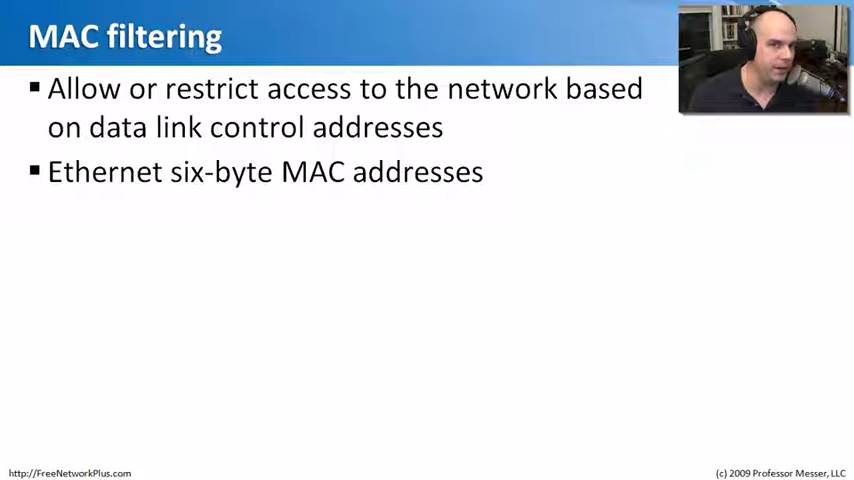 MAC filtering
▪ Allow or restrict access to the network based
on data link control addresses
▪ Ethernet six-byte MAC addresses
http://FreeNetworkPlus.com
(c) 2009 Professor Messer, LLC